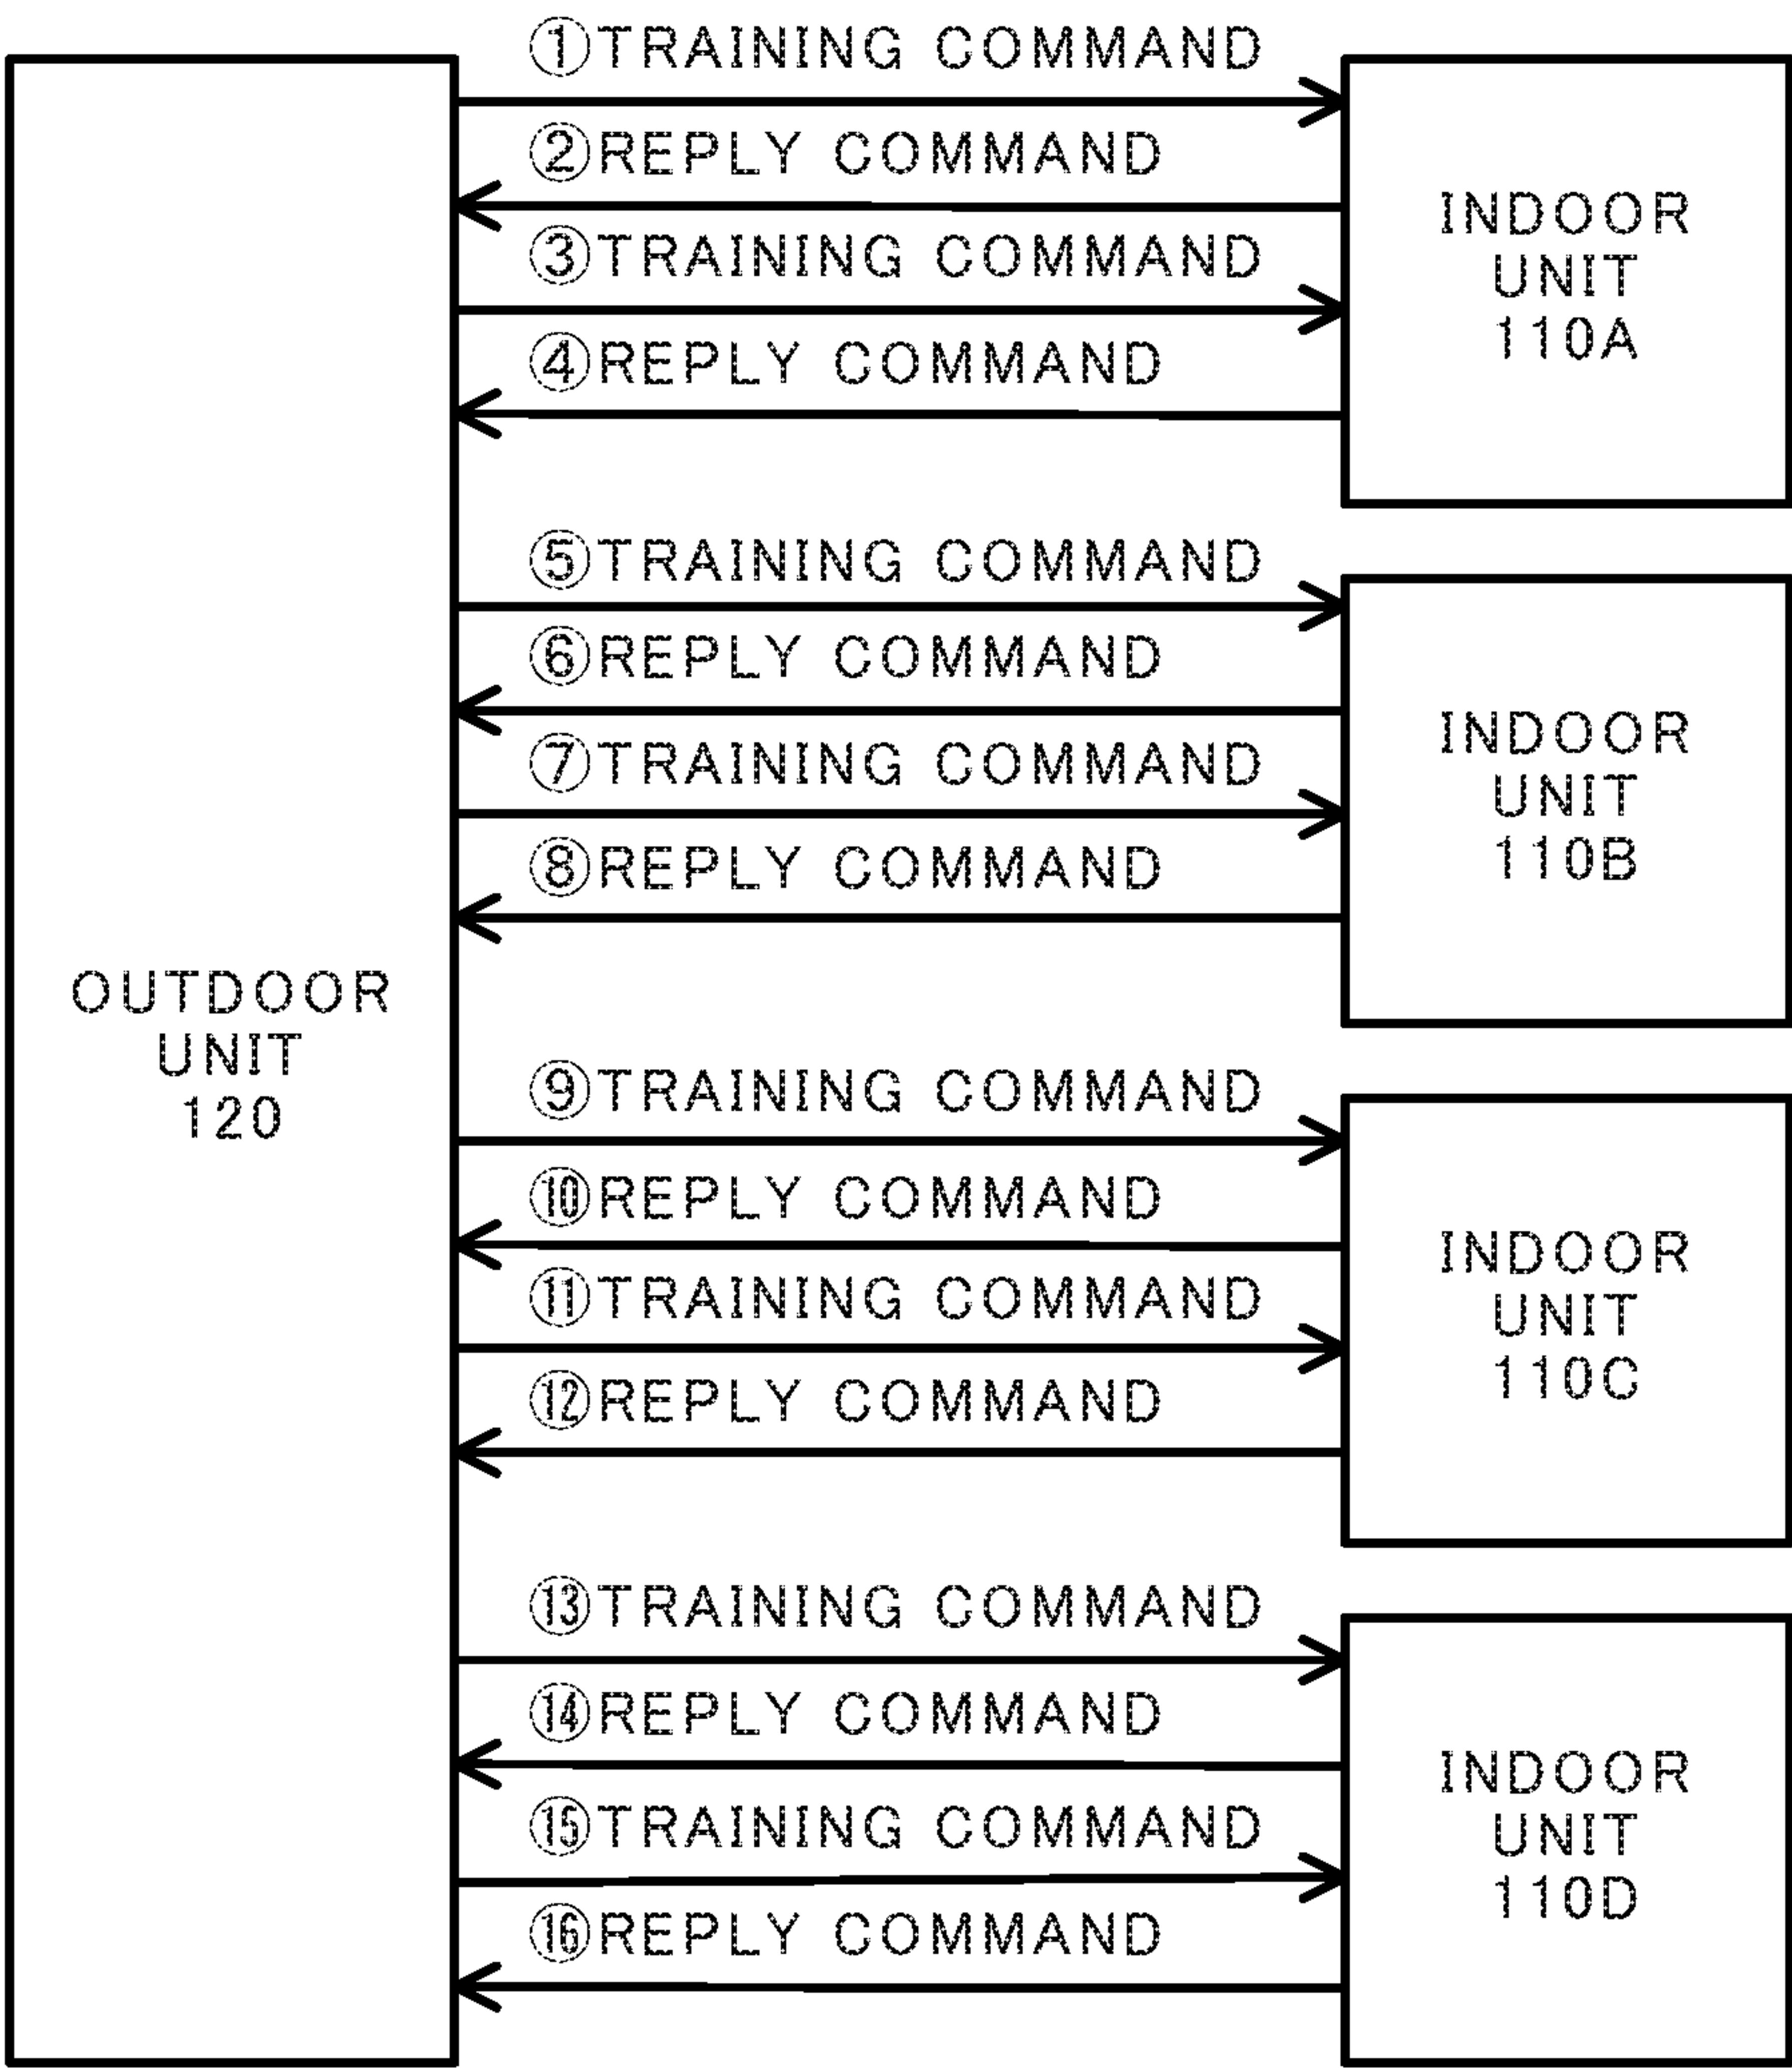 ①TRAINING COMMAND
②REPLY COMMAND
③TRAINING COMMAND
④REPLY COMMAND
INDOOR
UNIT
110A
⑤TRAINING COMMAND
⑥REPLY COMMAND
⑦TRAINING COMMAND
⑧REPLY COMMAND
INDOOR
UNIT
110B
OUTDOOR
UNIT
120
⑨TRAINING COMMAND
⑩REPLY COMMAND
⑪TRAINING COMMAND
⑫REPLY COMMAND
INDOOR
UNIT
110C
⑬TRAINING COMMAND
⑭REPLY COMMAND
⑮TRAINING COMMAND
⑯REPLY COMMAND
INDOOR
UNIT
110D